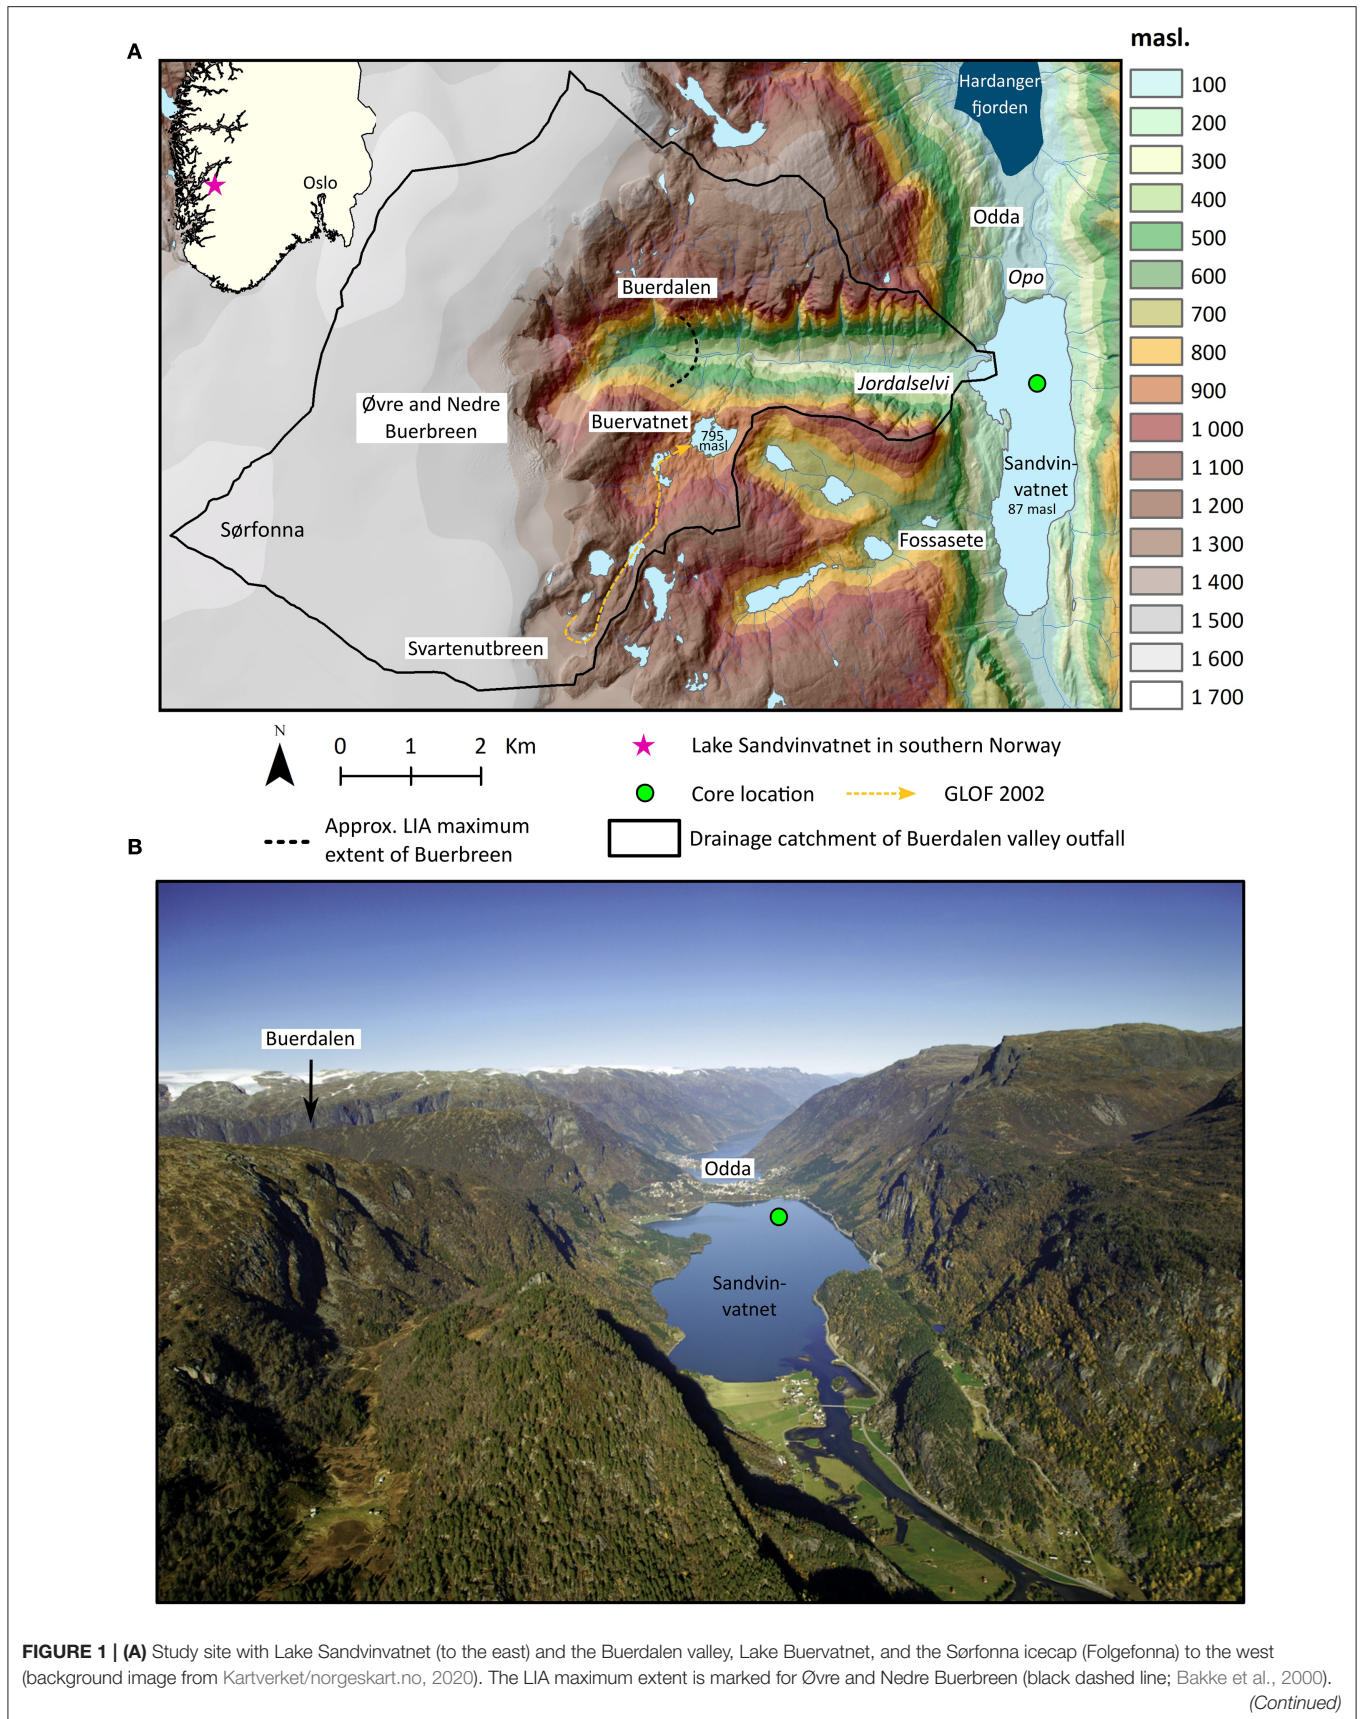 A
masl.
100
200
300
400
500
600
700
800
900
1 000
1 100
1 200
1 300
1 400
1 500
1 600
1 700
Hardanger-
fjorden
Oslo
Odda
Opo
Buerdalen
Jordalselvi
Øvre and Nedre
Buerbreen
Buervatnet
795
masl
Sandvin-
vatnet
87 masl
Sørfonna
Fossasete
Svartenutbreen
N
0 1 2 Km
Lake Sandvinvatnet in southern Norway
Core location
GLOF 2002
Approx. LIA maximum
extent of Buerbreen
Drainage catchment of Buerdalen valley outfall
B
Buerdalen
Odda
Sandvin-
vatnet
FIGURE 1 | (A) Study site with Lake Sandvinvatnet (to the east) and the Buerdalen valley, Lake Buervatnet, and the Sørfonna icecap (Folgefonna) to the west
(background image from Kartverket/norgeskart.no, 2020). The LIA maximum extent is marked for Øvre and Nedre Buerbreen (black dashed line; Bakke et al., 2000).
(Continued)